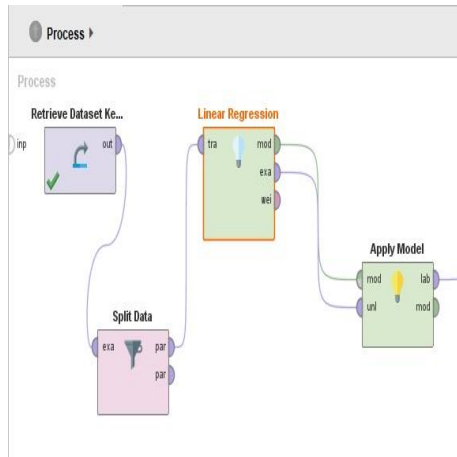 Process
Process
Retrieve Dataset Ke...
inp
out
Linear Regression
tra
mod
exa
wei
Apply Model
mod
lab
unl
mod
Split Data
exa
par
par